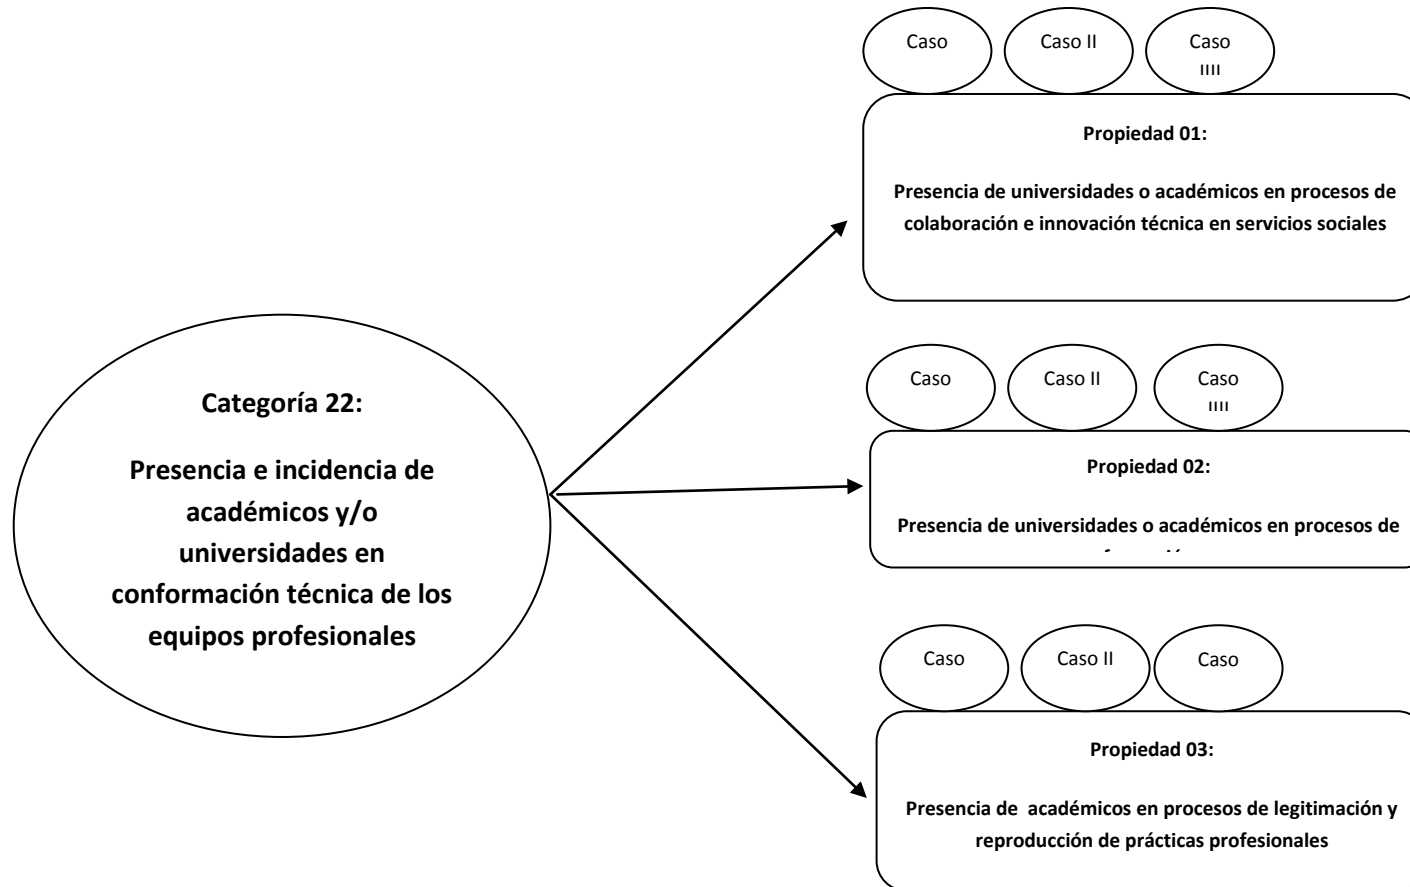 Caso
Caso II
Caso
Propiedad 01:
Presencia de universidades o académicos en procesos de
colaboración e innovación técnica en servicios sociales
Caso
Caso II
Caso
Categoría 22:
Presencia e incidencia de
académicos y/o
universidades en
conformación técnica de los
equipos profesionales
Propiedad 02:
Presencia de universidades o académicos en procesos de
Caso
Caso II
Caso
Propiedad 03:
Presencia de académicos en procesos de legitimación y
reproducción de prácticas profesionales